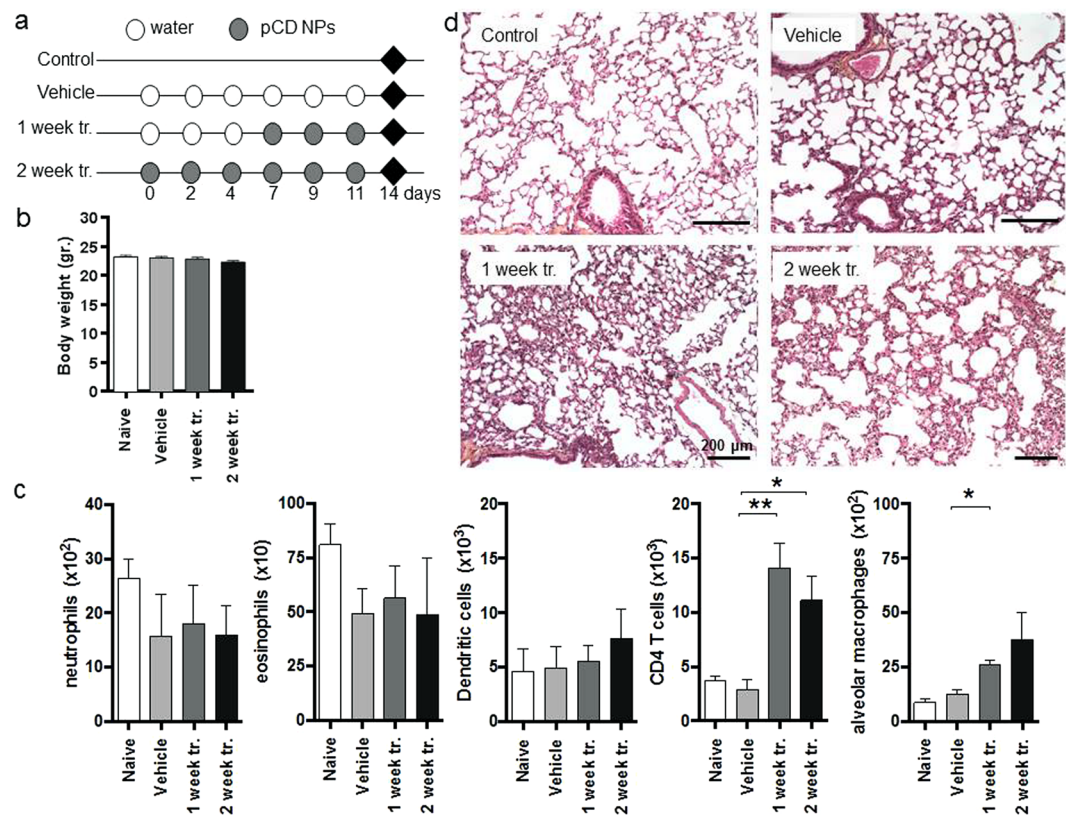 a
water pCD NPs
Control
Vehicle
1 week tr.
2 week tr.
0 2 4 7 9 11 14 days
b
Body weight (gr.)
30
25
20
15
10
5
0
Naive
Vehicle
1 week tr.
2 week tr.
c
neutrophils (x10²)
40
30
20
10
0
Naive
Vehicle
1 week tr.
2 week tr.
eosinophils (x10)
100
75
50
25
0
Naive
Vehicle
1 week tr.
2 week tr.
Dendritic cells (x10³)
20
15
10
5
0
Naive
Vehicle
1 week tr.
2 week tr.
CD4 T cells (x10³)
20
15
10
5
0
*
**
Naive
Vehicle
1 week tr.
2 week tr.
alveolar macrophages (x10²)
100
75
50
25
0
*
Naive
Vehicle
1 week tr.
2 week tr.
d
Control
Vehicle
1 week tr.
200 µm
2 week tr.